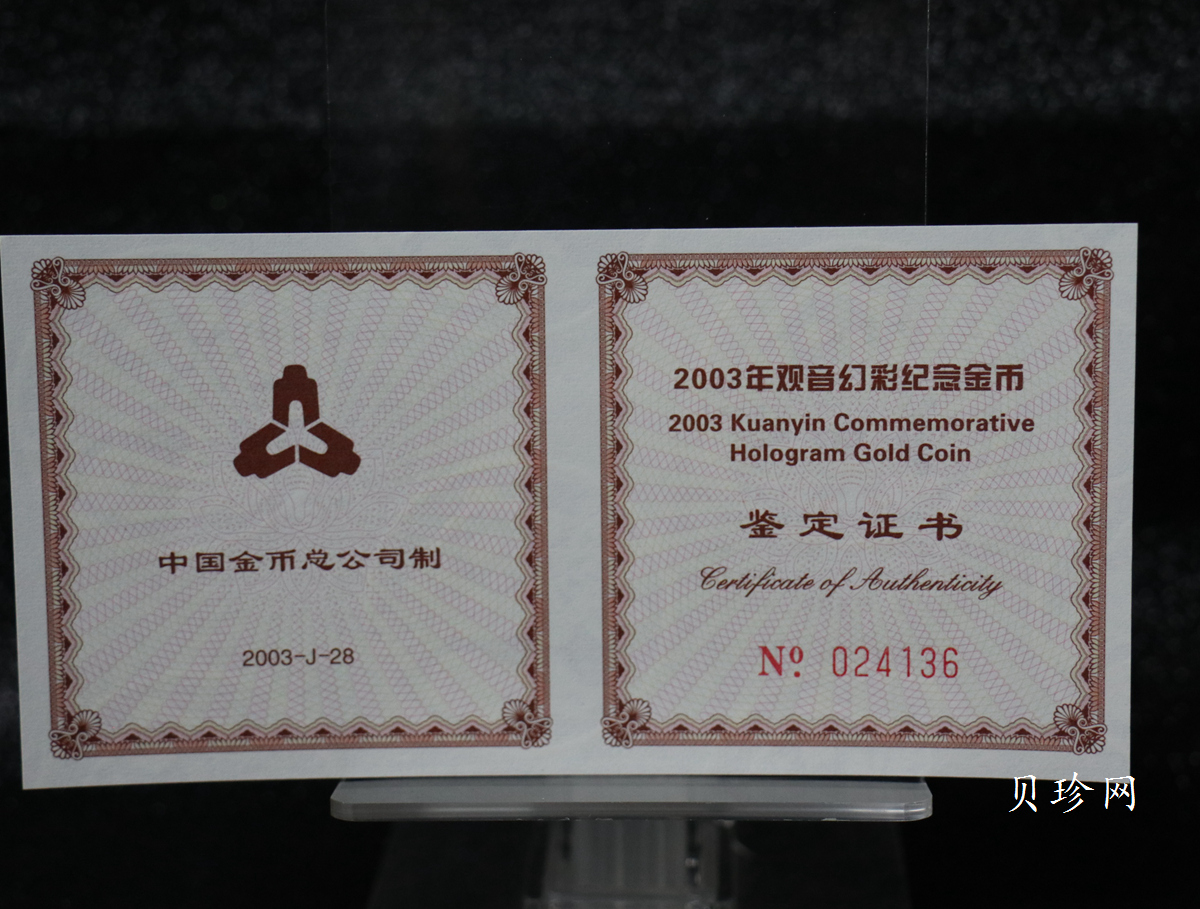 中国金币总公司制
2003-J-28
2003年观音幻彩纪念金币
2003 Kuanyin Commemorative
Hologram Gold Coin
鉴定证书
Certificate of Authenticity
Nº 024136
贝珍网